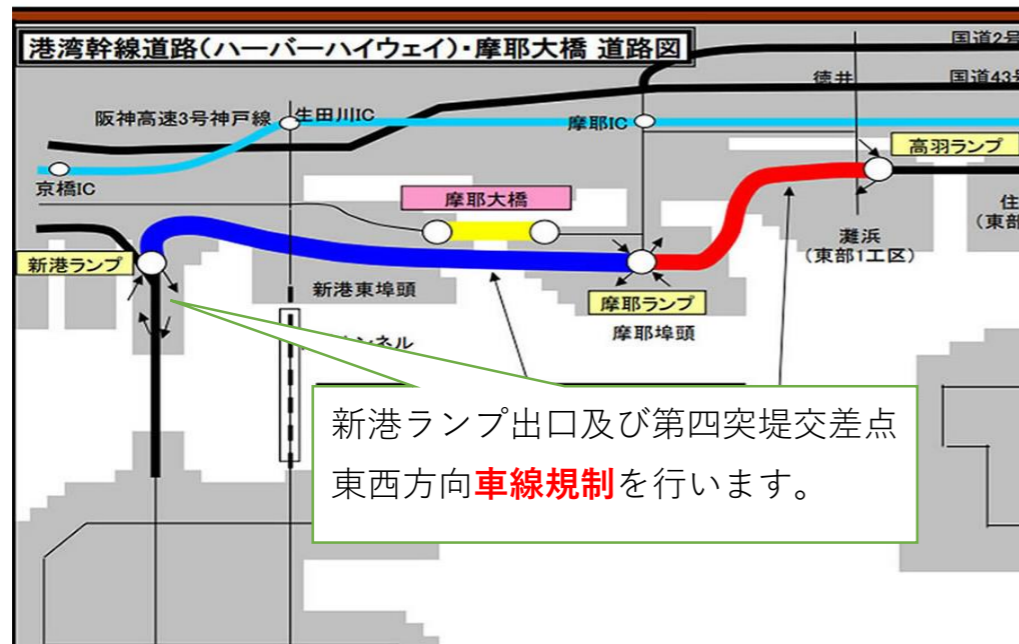 港湾幹線道路(ハーバーハイウェイ)・摩耶大橋 道路図
国道2号
徳井
国道43号
阪神高速3号神戸線
生田川IC
摩耶IC
高羽ランプ
京橋IC
摩耶大橋
住
(東部
灘浜
(東部1工区)
新港ランプ
新港東埠頭
摩耶ランプ
摩耶埠頭
ンネル
新港ランプ出口及び第四突堤交差点
東西方向車線規制を行います。